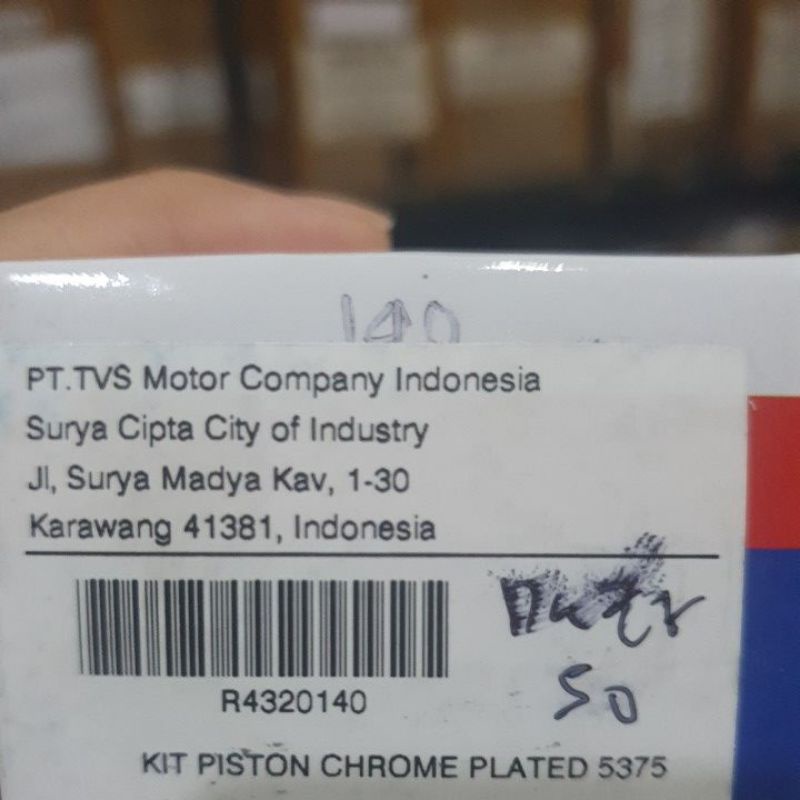 140
PT.TVS Motor Company Indonesia
Surya Cipta City of Industry
Jl, Surya Madya Kav, 1-30
Karawang 41381, Indonesia
R4320140
50
KIT PISTON CHROME PLATED 5375